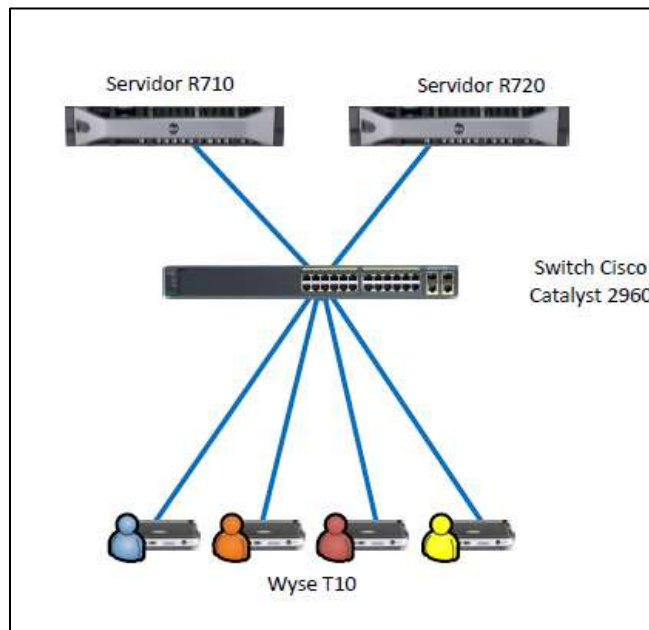 Servidor R710
Servidor R720
Switch Cisco
Catalyst 2960
Wyse T10